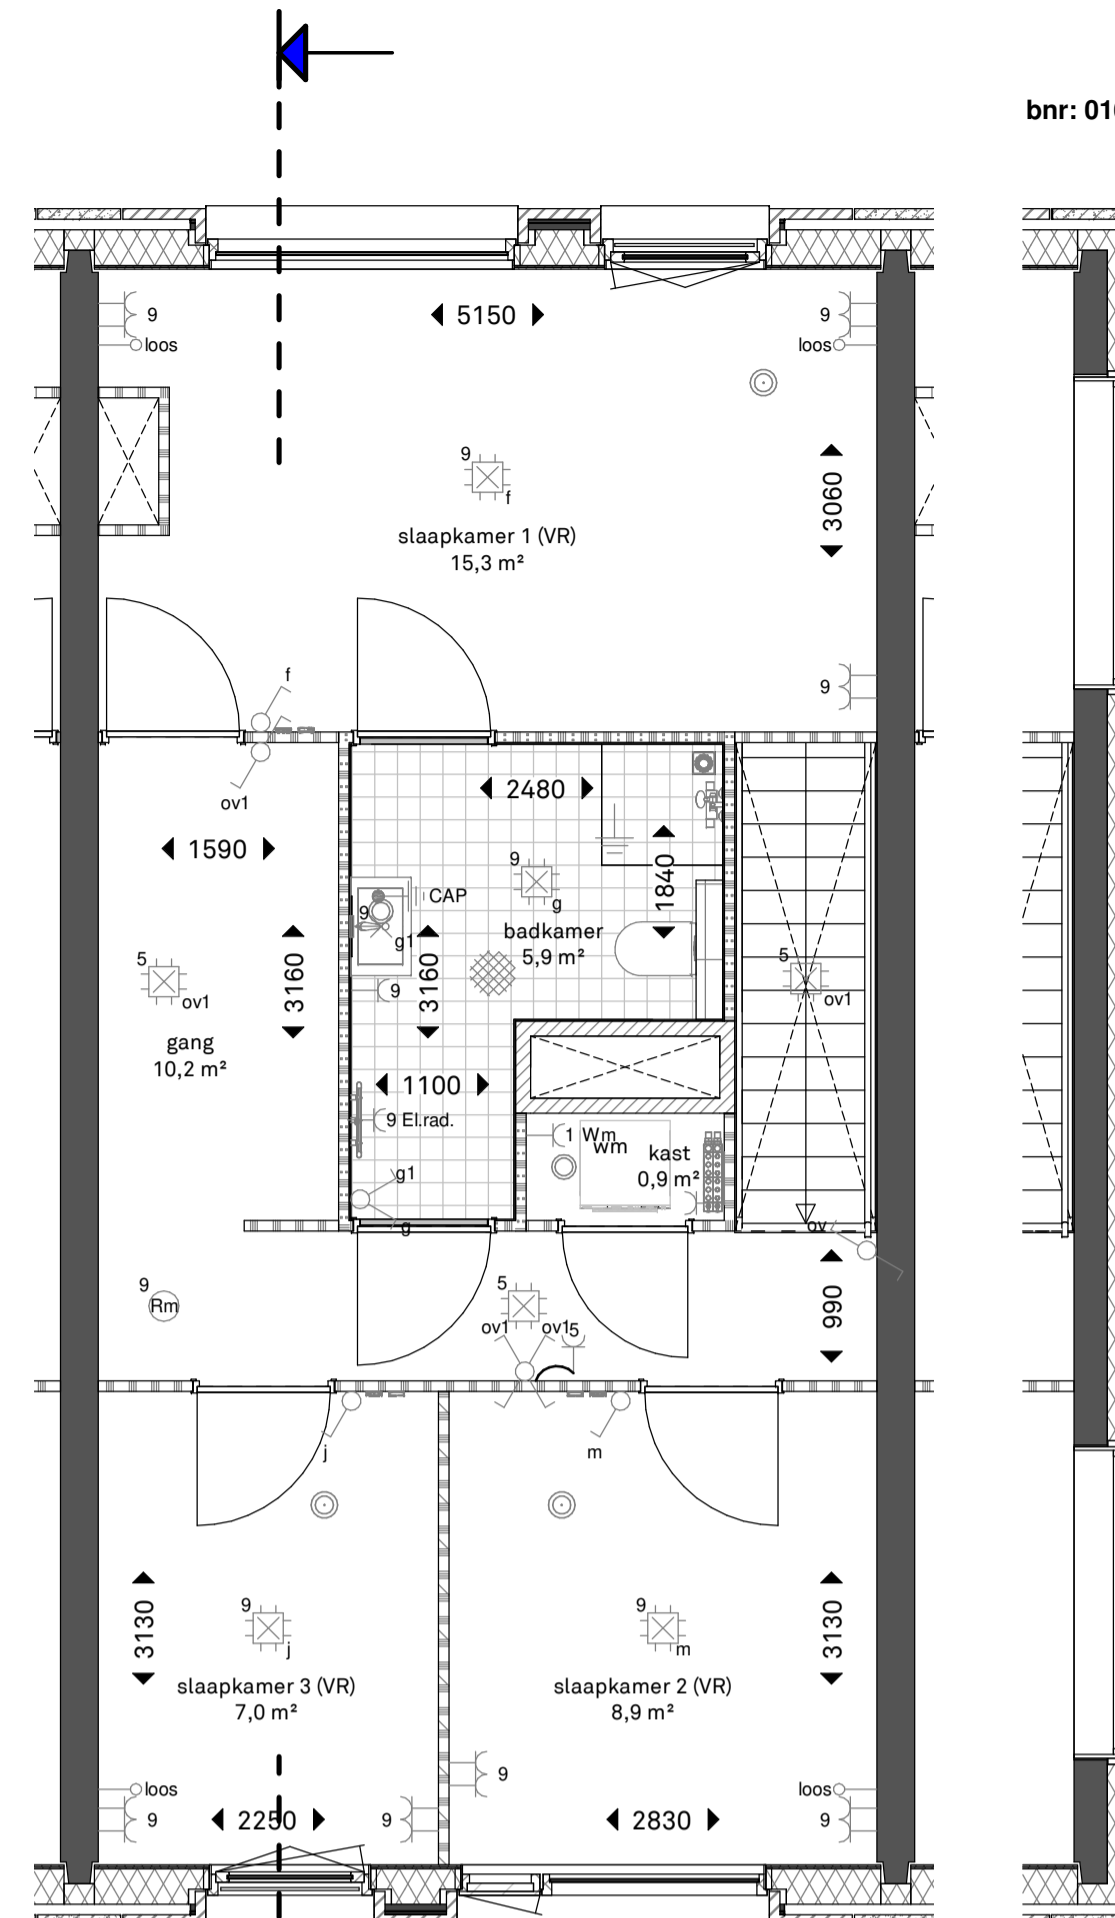 bnr: 01
9
loos
5150
9
loos
9
f
3060
slaapkamer 1 (VR)
15,3 m²
f
9
ov1
2480
1590
1840
9
g
CAP
9
g1
badkamer
5,9 m²
5
ov1
3160
9
3160
5
ov1
gang
10,2 m²
1100
9 El.rad.
1 Wm
wm
kast
0,9 m²
g1
g
ov
9
Rm
5
990
ov1
ov1
5
j
m
9
j
9
m
3130
3130
slaapkamer 3 (VR)
7,0 m²
slaapkamer 2 (VR)
8,9 m²
9
loos
9
2250
9
2830
loos
9